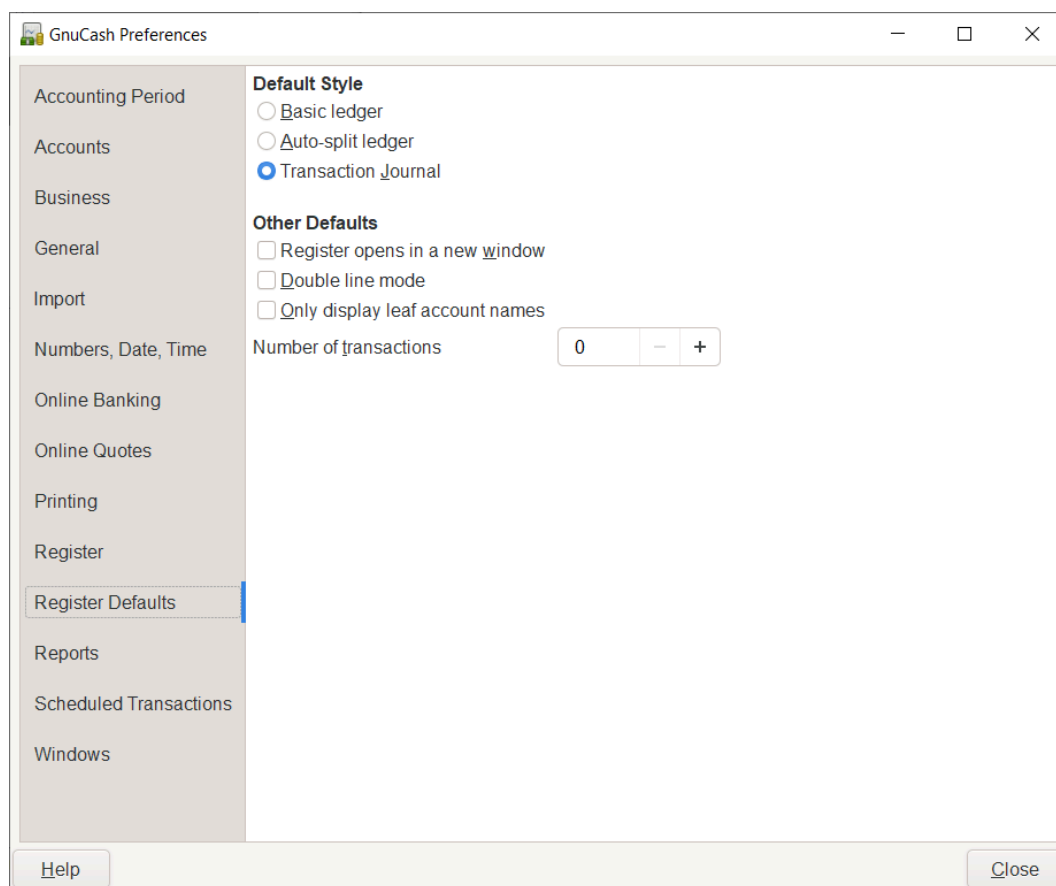 GnuCash Preferences
Accounting Period
Accounts
Business
General
Import
Numbers, Date, Time
Online Banking
Online Quotes
Printing
Register
Register Defaults
Reports
Scheduled Transactions
Windows
Default Style
Basic ledger
Auto-split ledger
Transaction Journal
Other Defaults
Register opens in a new window
Double line mode
Only display leaf account names
Number of transactions 0 − +
Help
Close